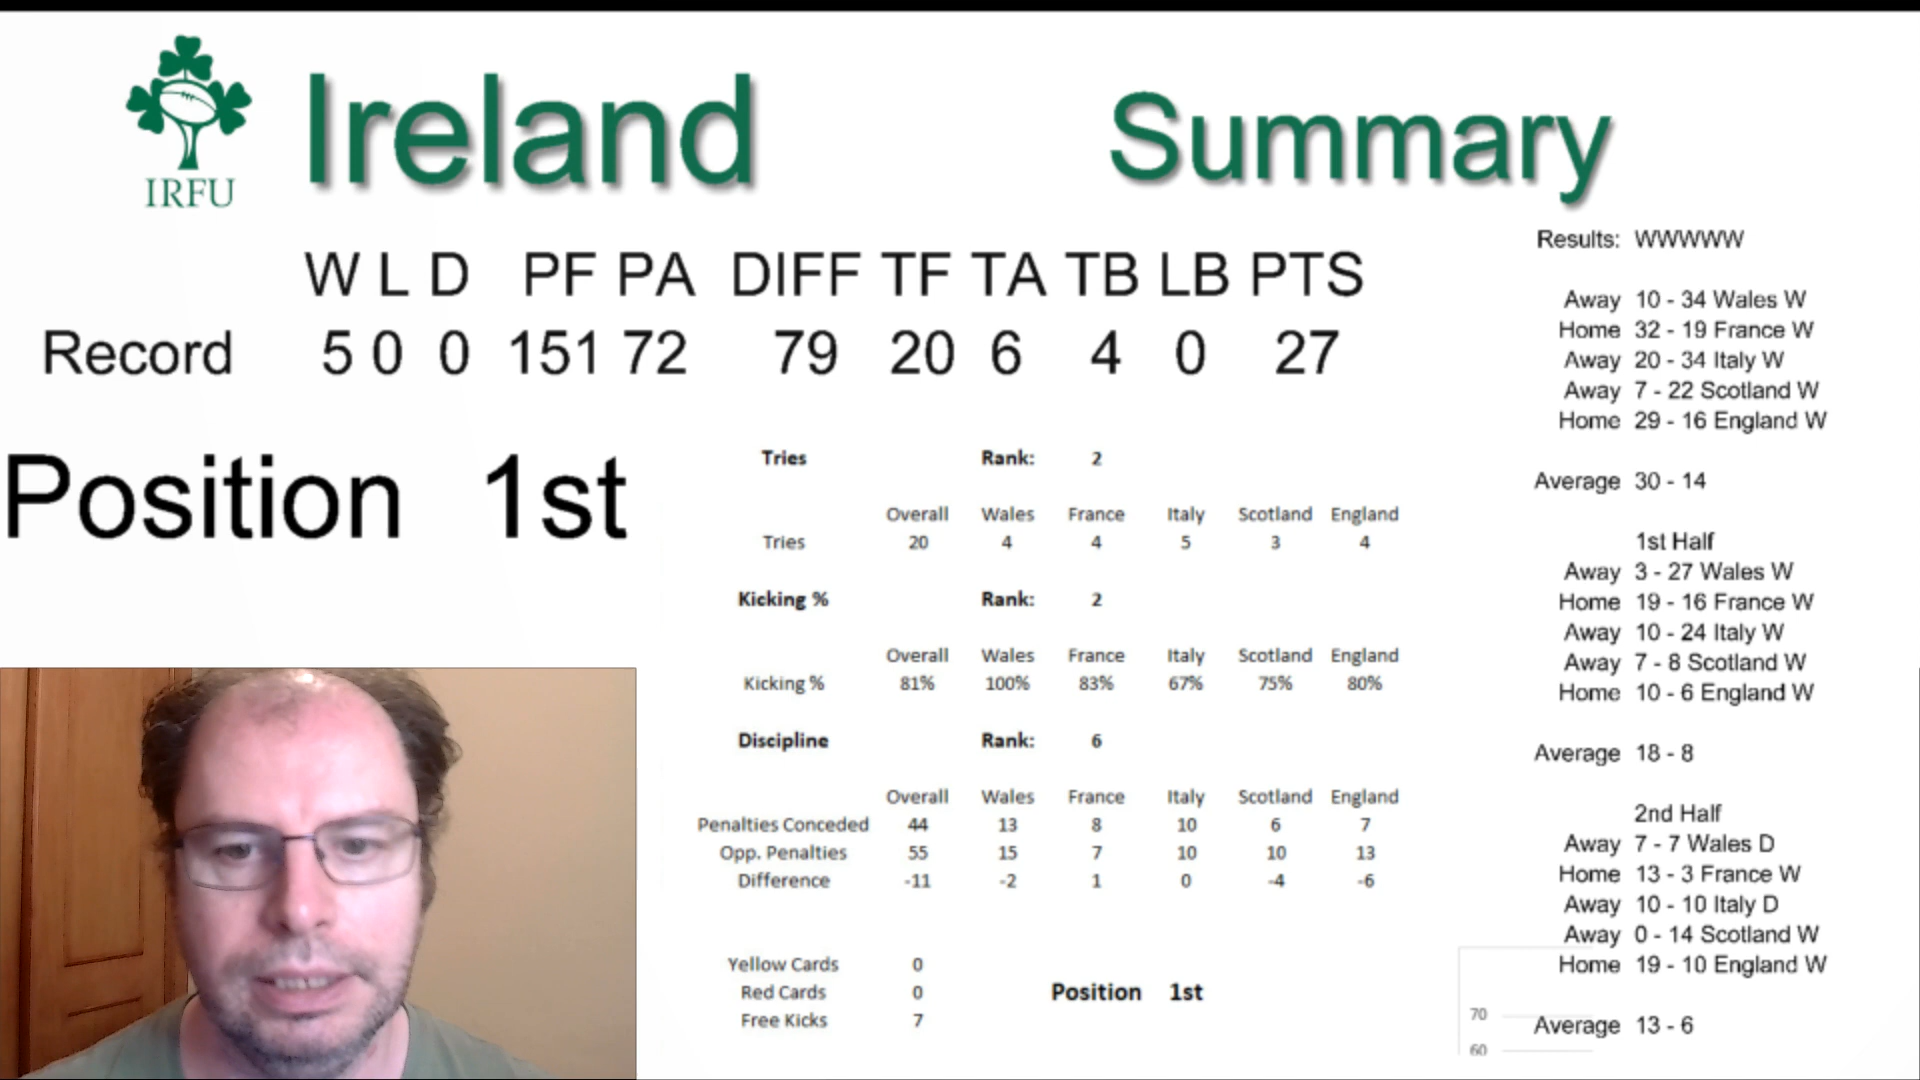 IRFU
Ireland
Summary
W L D PF PA DIFF TF TA TB LB PTS
Record 5 0 0 151 72 79 20 6 4 0 27
Position 1st
Tries Rank: 2
Overall Wales France Italy Scotland England
Tries 20 4 4 5 3 4
Kicking % Rank: 2
Overall Wales France Italy Scotland England
Kicking % 81% 100% 83% 67% 75% 80%
Discipline Rank: 6
Overall Wales France Italy Scotland England
Penalties Conceded 44 13 8 10 6 7
Opp. Penalties 55 15 7 10 10 13
Difference -11 -2 1 0 -4 -6
Yellow Cards 0
Red Cards 0
Free Kicks 7
Position 1st
Results: WWWWW
Away 10 - 34 Wales W
Home 32 - 19 France W
Away 20 - 34 Italy W
Away 7 - 22 Scotland W
Home 29 - 16 England W
Average 30 - 14
1st Half
Away 3 - 27 Wales W
Home 19 - 16 France W
Away 10 - 24 Italy W
Away 7 - 8 Scotland W
Home 10 - 6 England W
Average 18 - 8
2nd Half
Away 7 - 7 Wales D
Home 13 - 3 France W
Away 10 - 10 Italy D
Away 0 - 14 Scotland W
Home 19 - 10 England W
Average 13 - 6
70
60